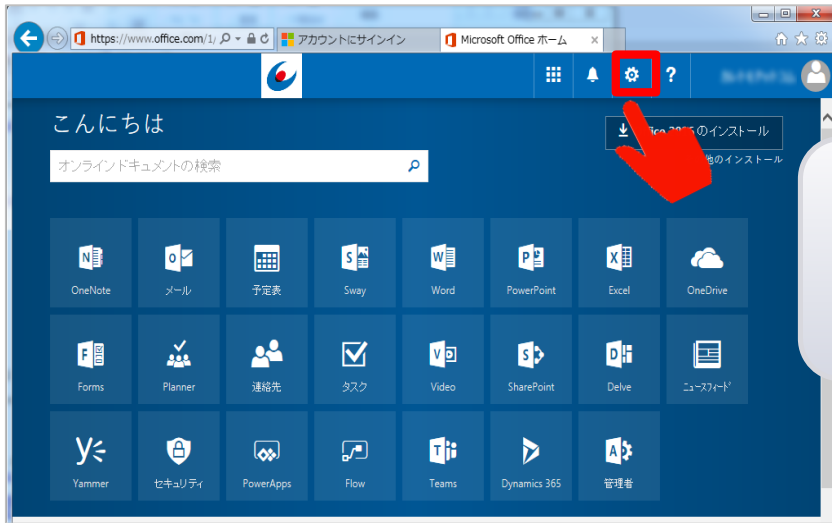 https://www.office.com/1/
アカウントにサインイン
Microsoft Office ホーム
?
こんにちは
のインストール
オンラインドキュメントの検索
のインストール
OneNote
メール
予定表
Sway
Word
PowerPoint
Excel
OneDrive
Forms
Planner
連絡先
タスク
Video
SharePoint
Delve
ニュースフィード
Yammer
セキュリティ
PowerApps
Flow
Teams
Dynamics 365
管理者